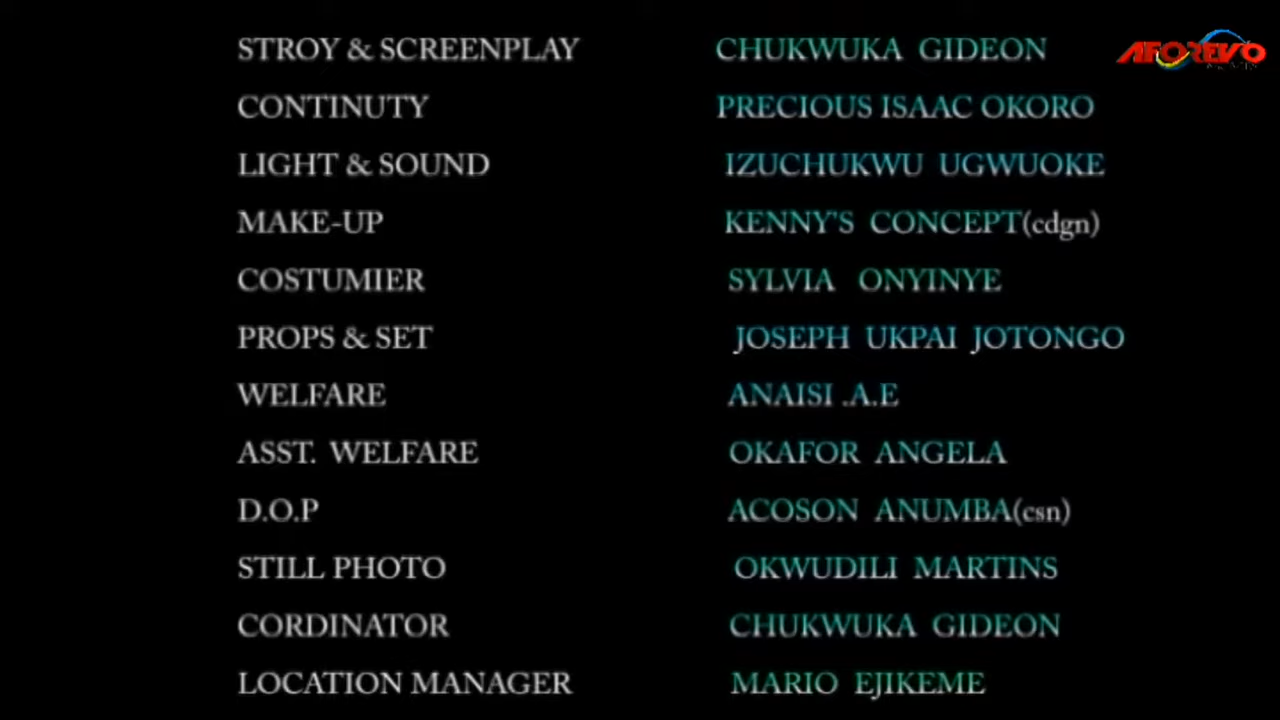 STROY & SCREENPLAY CHUKWUKA GIDEON
AFOREVO
CONTINUTY PRECIOUS ISAAC OKORO
LIGHT & SOUND IZUCHUKWU UGWUOKE
MAKE-UP KENNY'S CONCEPT(cdgn)
COSTUMIER SYLVIA ONYINYE
PROPS & SET JOSEPH UKPAI JOTONGO
WELFARE ANAISI .A.E
ASST. WELFARE OKAFOR ANGELA
D.O.P ACOSON ANUMBA(csn)
STILL PHOTO OKWUDILI MARTINS
CORDINATOR CHUKWUKA GIDEON
LOCATION MANAGER MARIO EJIKEME